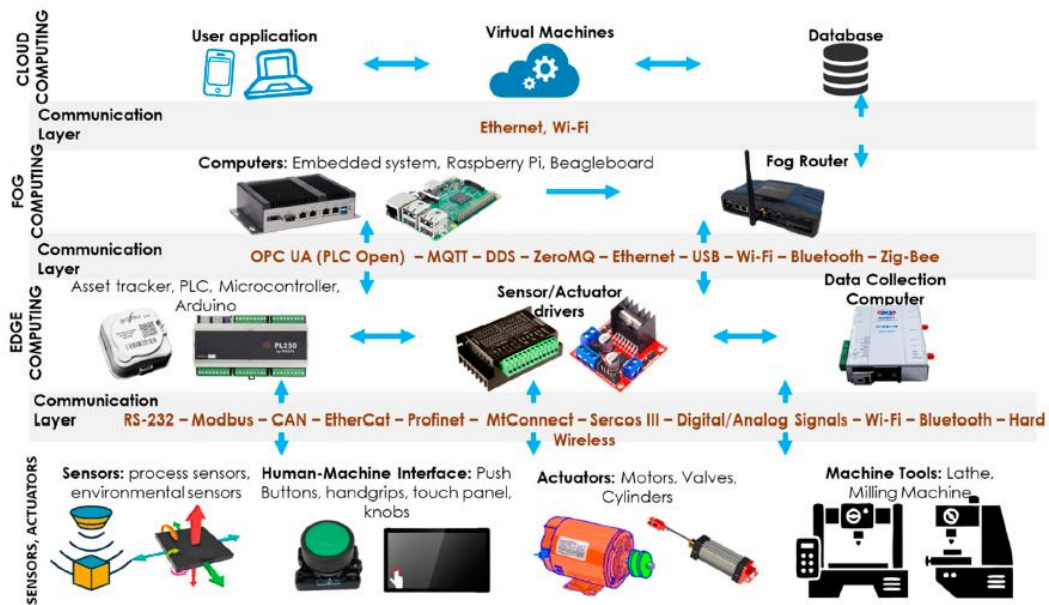 CLOUD
COMPUTING
User application
Virtual Machines
Database
Communication
Layer
Ethernet, Wi-Fi
FOG
COMPUTING
Computers: Embedded system, Raspberry Pi, Beagleboard
Fog Router
Communication
Layer
OPC UA (PLC Open) – MQTT – DDS – ZeroMQ – Ethernet – USB – Wi-Fi – Bluetooth – Zig-Bee
EDGE
COMPUTING
Asset tracker, PLC, Microcontroller,
Arduino
Sensor/Actuator
drivers
Data Collection
Computer
PL250
Communication
Layer
RS-232 – Modbus – CAN – EtherCat – Profinet – MtConnect – Sercos III – Digital/Analog Signals – Wi-Fi – Bluetooth – Hard
Wireless
SENSORS, ACTUATORS
Sensors: process sensors,
environmental sensors
Human-Machine Interface: Push
Buttons, handgrips, touch panel,
knobs
Actuators: Motors, Valves,
Cylinders
Machine Tools: Lathe,
Milling Machine